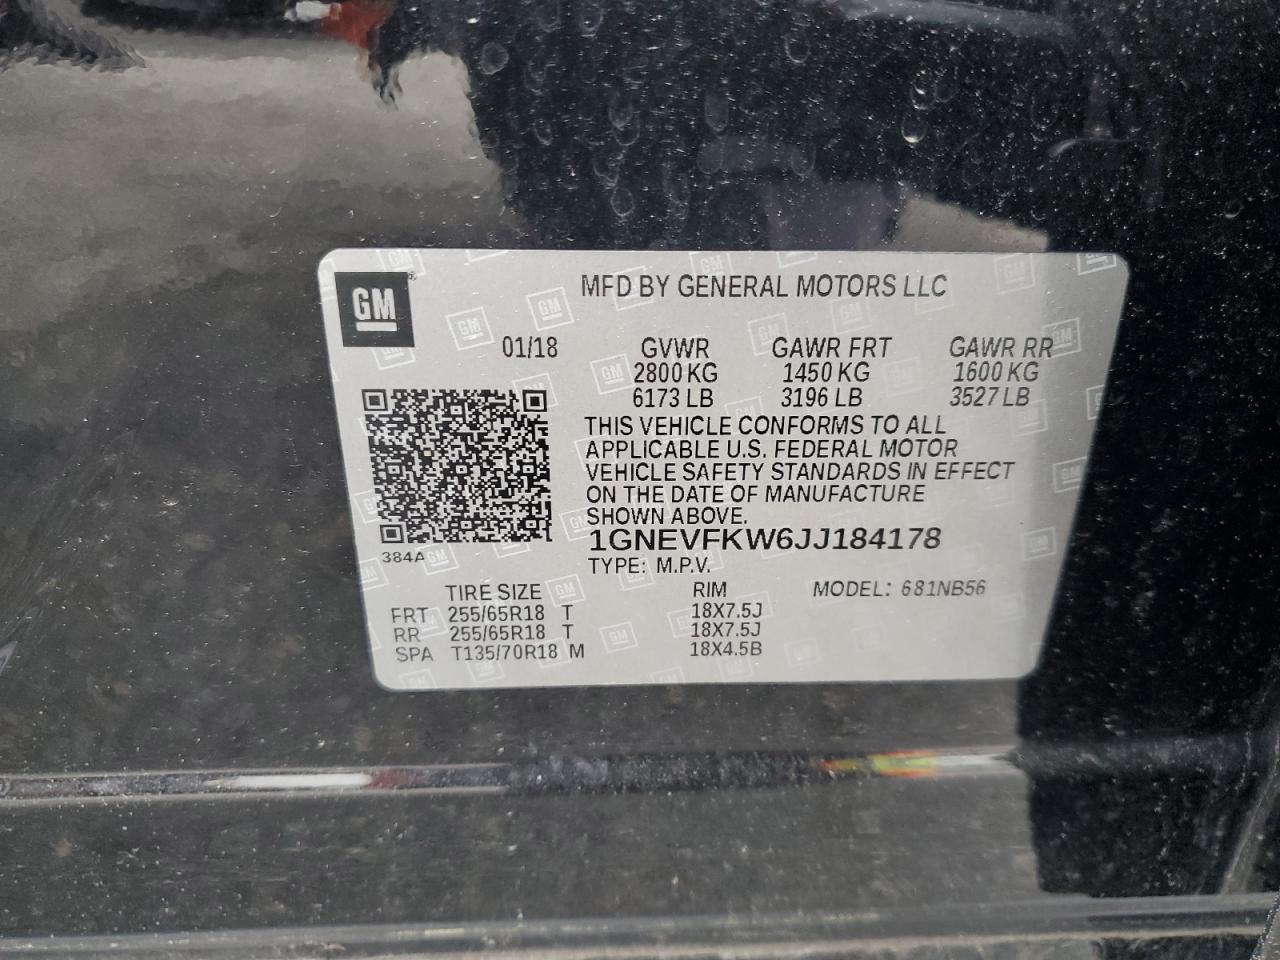 GM
MFD BY GENERAL MOTORS LLC
01/18 GVWR GAWR FRT GAWR RR
2800 KG 1450 KG 1600 KG
6173 LB 3196 LB 3527 LB
THIS VEHICLE CONFORMS TO ALL
APPLICABLE U.S. FEDERAL MOTOR
VEHICLE SAFETY STANDARDS IN EFFECT
ON THE DATE OF MANUFACTURE
SHOWN ABOVE.
1GNEVFKW6JJ184178
384A
TYPE: M.P.V.
TIRE SIZE RIM MODEL: 681NB56
FRT 255/65R18 T 18X7.5J
RR 255/65R18 T 18X7.5J
SPA T135/70R18 M 18X4.5B